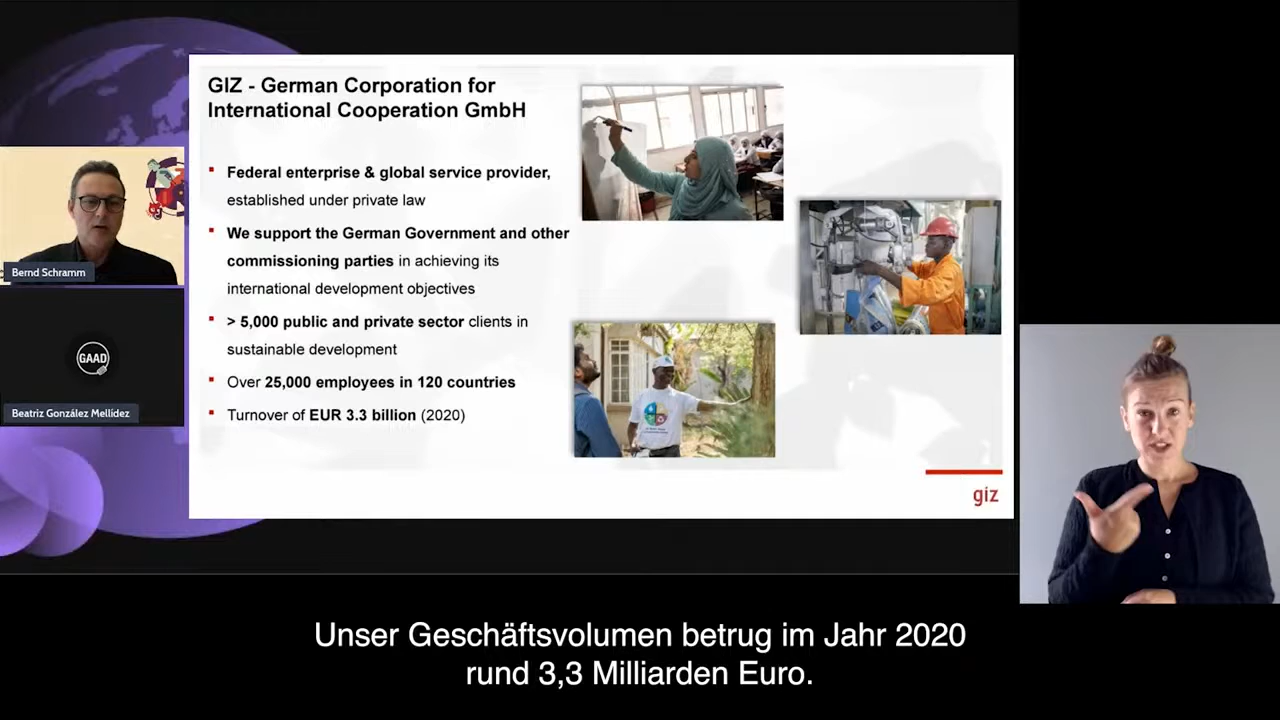 GIZ - German Corporation for
International Cooperation GmbH
Federal enterprise & global service provider,
established under private law
We support the German Government and other
commissioning parties in achieving its
international development objectives
> 5,000 public and private sector clients in
sustainable development
Over 25,000 employees in 120 countries
Turnover of EUR 3.3 billion (2020)
giz
Bernd Schramm
GAAD
Beatriz González Mellídez
Unser Geschäftsvolumen betrug im Jahr 2020
rund 3,3 Milliarden Euro.